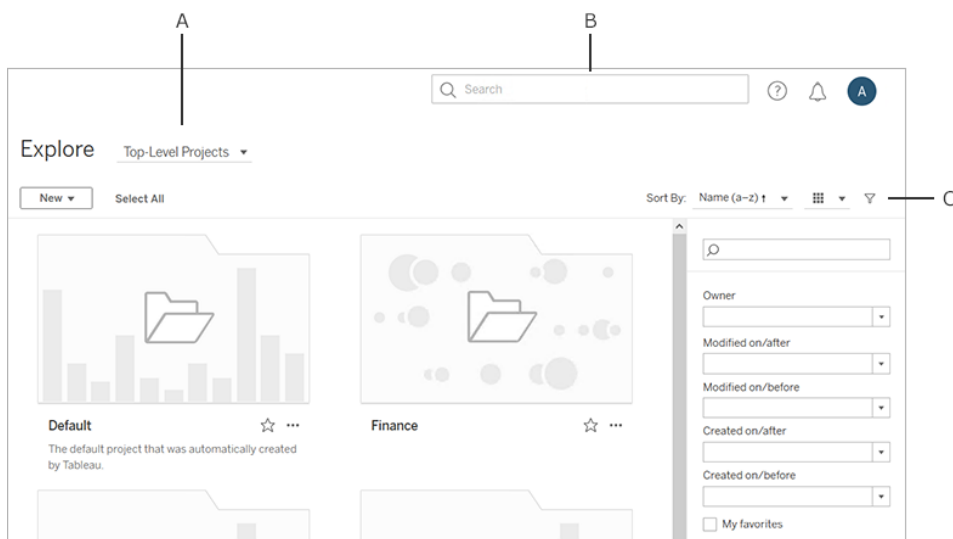 A
B
Search
A
Explore
Top-Level Projects
New
Select All
Sort By:
Name (a–z)
C
Owner
Modified on/after
Modified on/before
Created on/after
Created on/before
My favorites
Default
The default project that was automatically created
by Tableau.
Finance